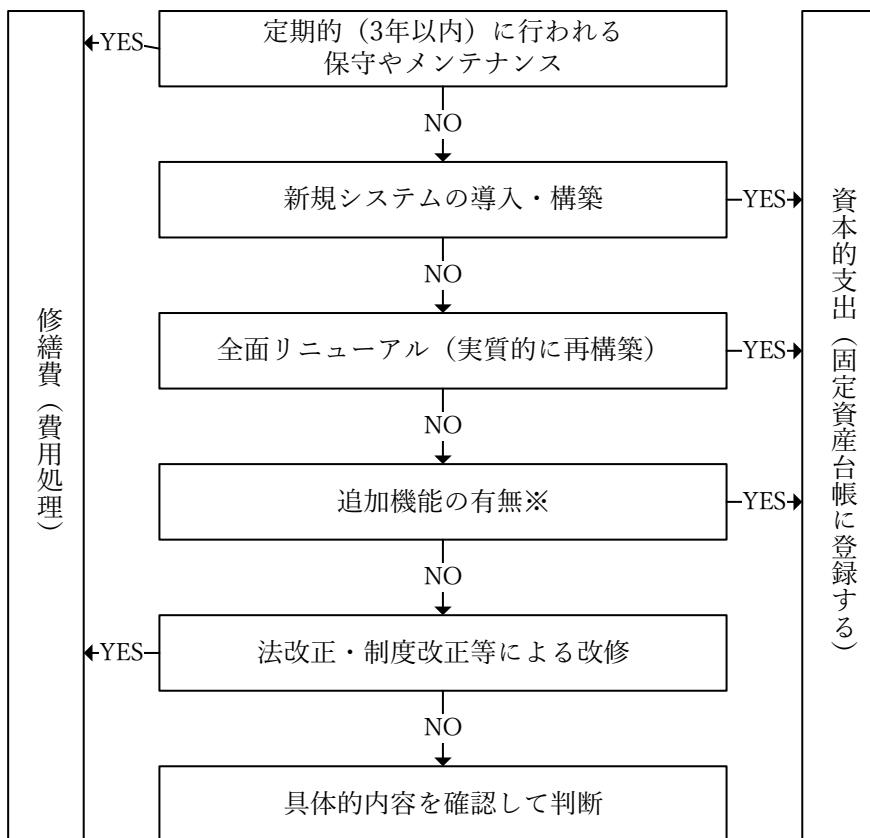 定期的（3年以内）に行われる
保守やメンテナンス
YES
NO
新規システムの導入・構築
YES
NO
全面リニューアル（実質的に再構築）
YES
NO
追加機能の有無※
YES
NO
法改正・制度改正等による改修
YES
NO
具体的内容を確認して判断
修繕費（費用処理）
資本的支出（固定資産台帳に登録する）